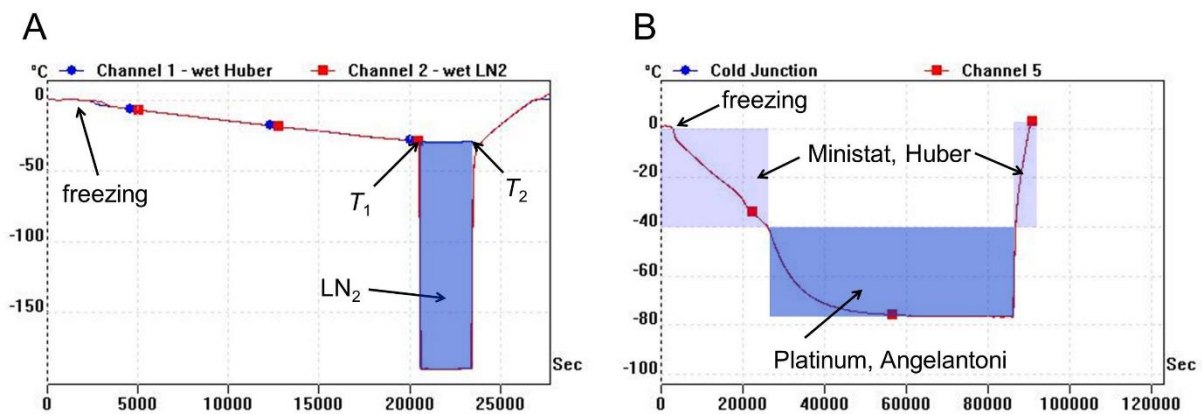 A
°C
Channel 1 - wet Huber
Channel 2 - wet LN2
0
-50
-100
-150
freezing
T1
T2
LN2
Sec
0
5000
10000
15000
20000
25000
B
°C
Cold Junction
Channel 5
freezing
0
-20
-40
-60
-80
-100
Ministat, Huber
Platinum, Angelantoni
Sec
0
20000
40000
60000
80000
100000
120000